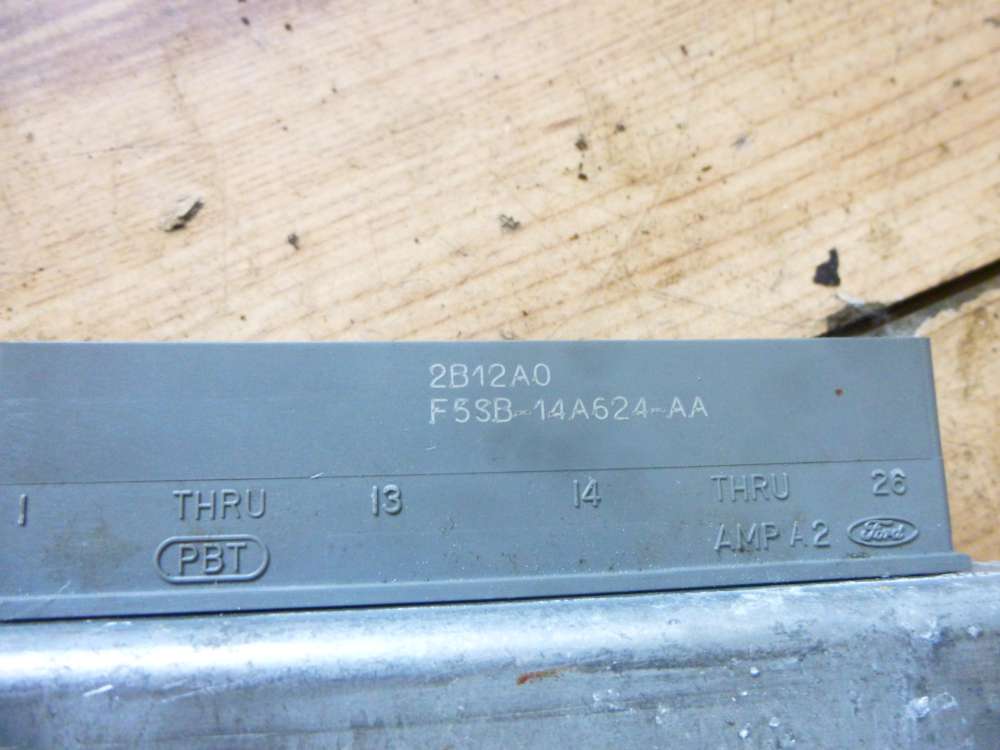 2B12A0
F5SB-14A624-AA
1 THRU 13 14 THRU 26
PBT AMP A2 Ford